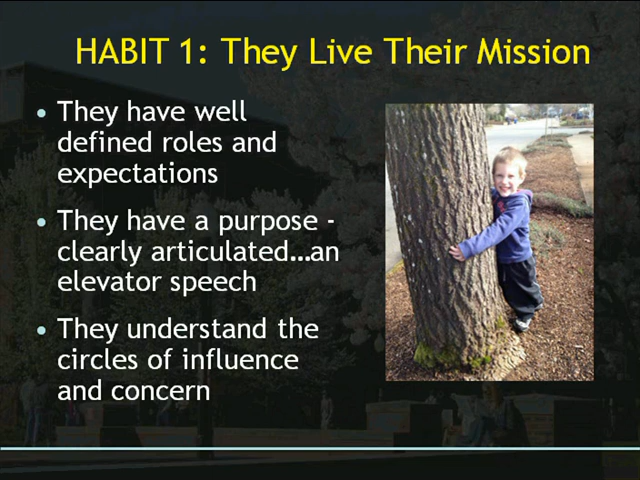 HABIT 1: They Live Their Mission
• They have well
defined roles and
expectations
• They have a purpose -
clearly articulated…an
elevator speech
• They understand the
circles of influence
and concern